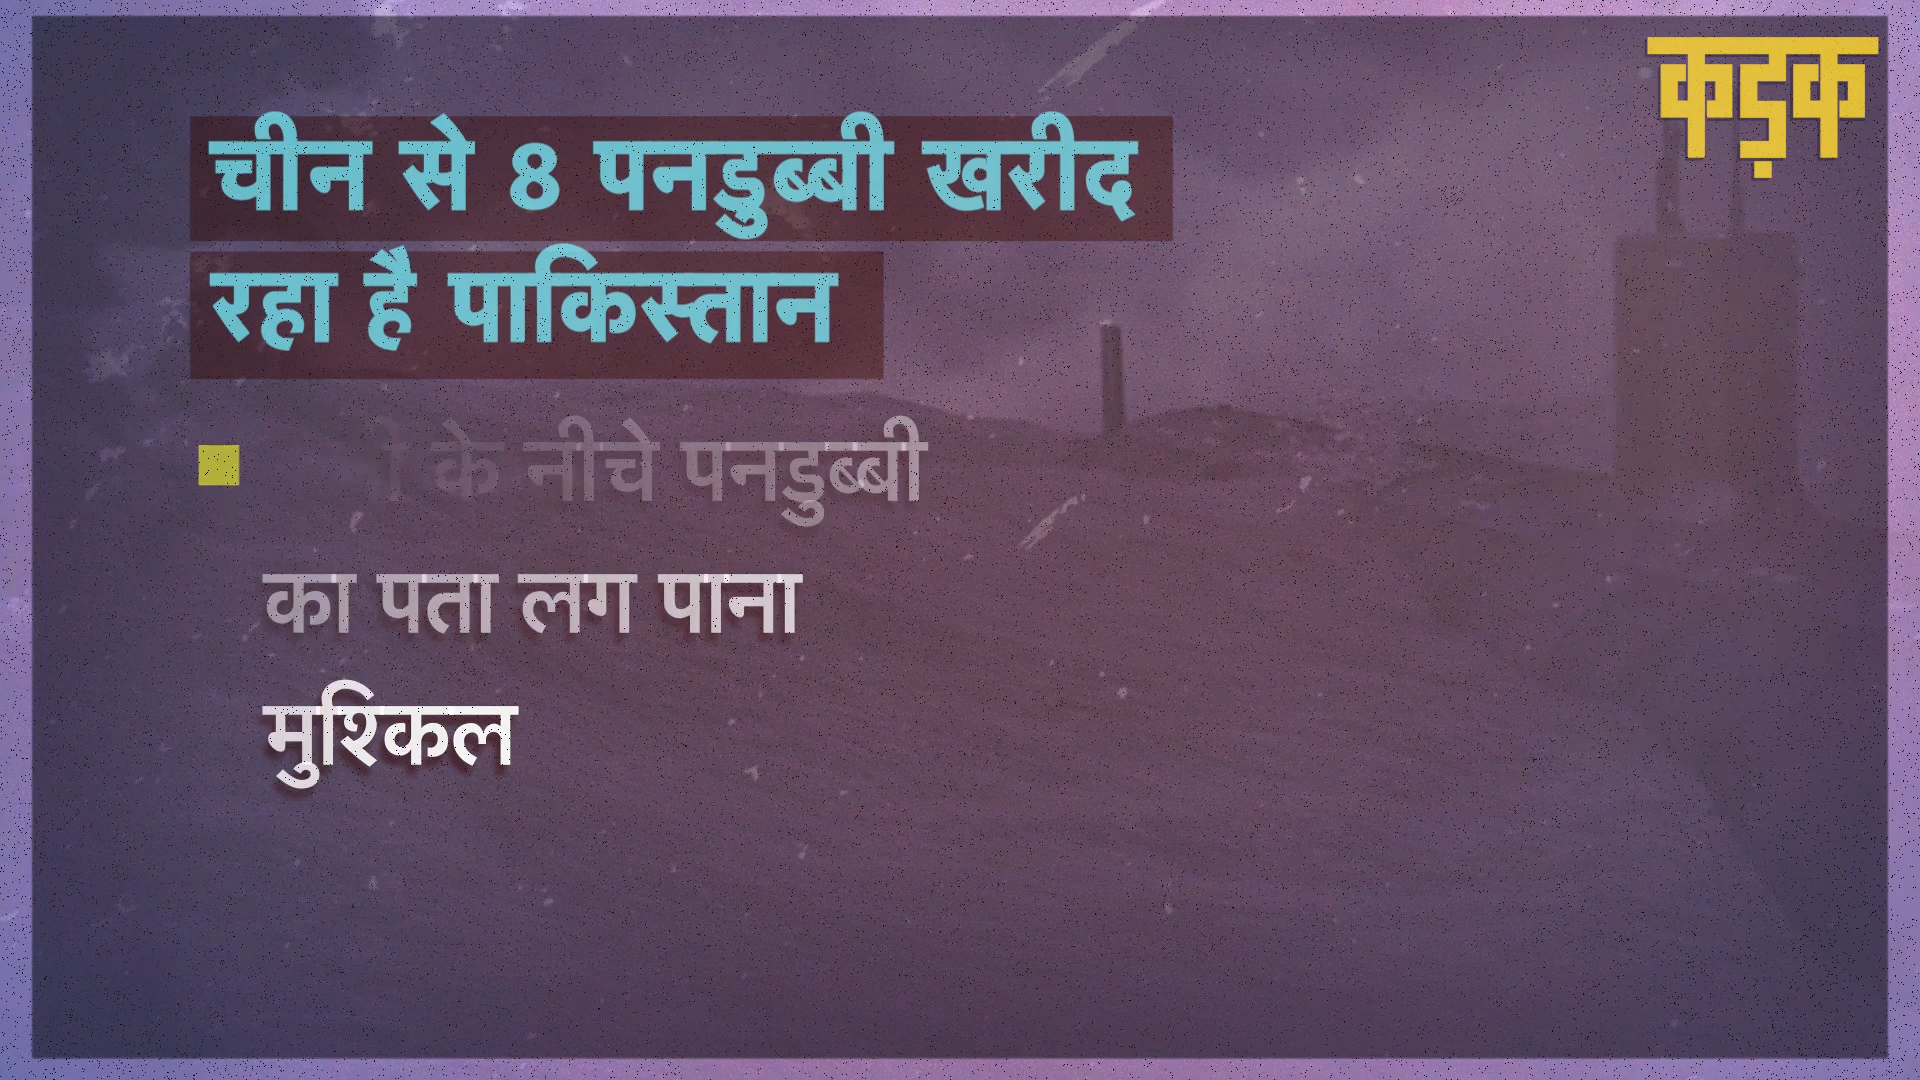 कड़क
चीन से 8 पनडुब्बी खरीद
रहा है पाकिस्तान
के नीचे पनडुब्बी
का पता लग पाना
मुश्किल